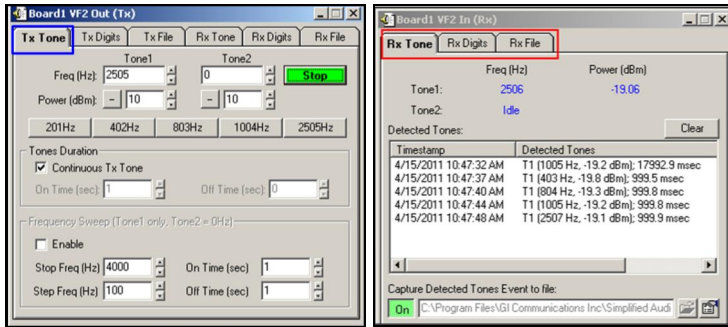 Board1 VF2 Out (Tx)
Tx Tone Tx Digits Tx File Rx Tone Rx Digits Rx File
Tone1 Tone2
Freq (Hz): 2505 0 Stop
Power (dBm): - 10 - 10
201Hz 402Hz 803Hz 1004Hz 2505Hz
Tones Duration
Continuous Tx Tone
On Time (sec): 1 Off Time (sec): 0
Frequency Sweep (Tone1 only, Tone2 = 0Hz)
Enable
Stop Freq (Hz) 4000 On Time (sec) 1
Step Freq (Hz) 100 Off Time (sec) 1
Board1 VF2 In (Rx)
Rx Tone Rx Digits Rx File
Freq (Hz) Power (dBm)
Tone1: 2506 -19.06
Tone2: Idle
Detected Tones: Clear
Timestamp Detected Tones
4/15/2011 10:47:32 AM T1 (1005 Hz, -19.2 dBm); 17992.9 msec
4/15/2011 10:47:37 AM T1 (403 Hz, -19.8 dBm); 999.5 msec
4/15/2011 10:47:40 AM T1 (804 Hz, -19.3 dBm); 999.8 msec
4/15/2011 10:47:44 AM T1 (1005 Hz, -19.2 dBm); 999.8 msec
4/15/2011 10:47:48 AM T1 (2507 Hz, -19.1 dBm); 999.9 msec
Capture Detected Tones Event to file:
On C:\Program Files\GI Communications Inc\Simplified Audi